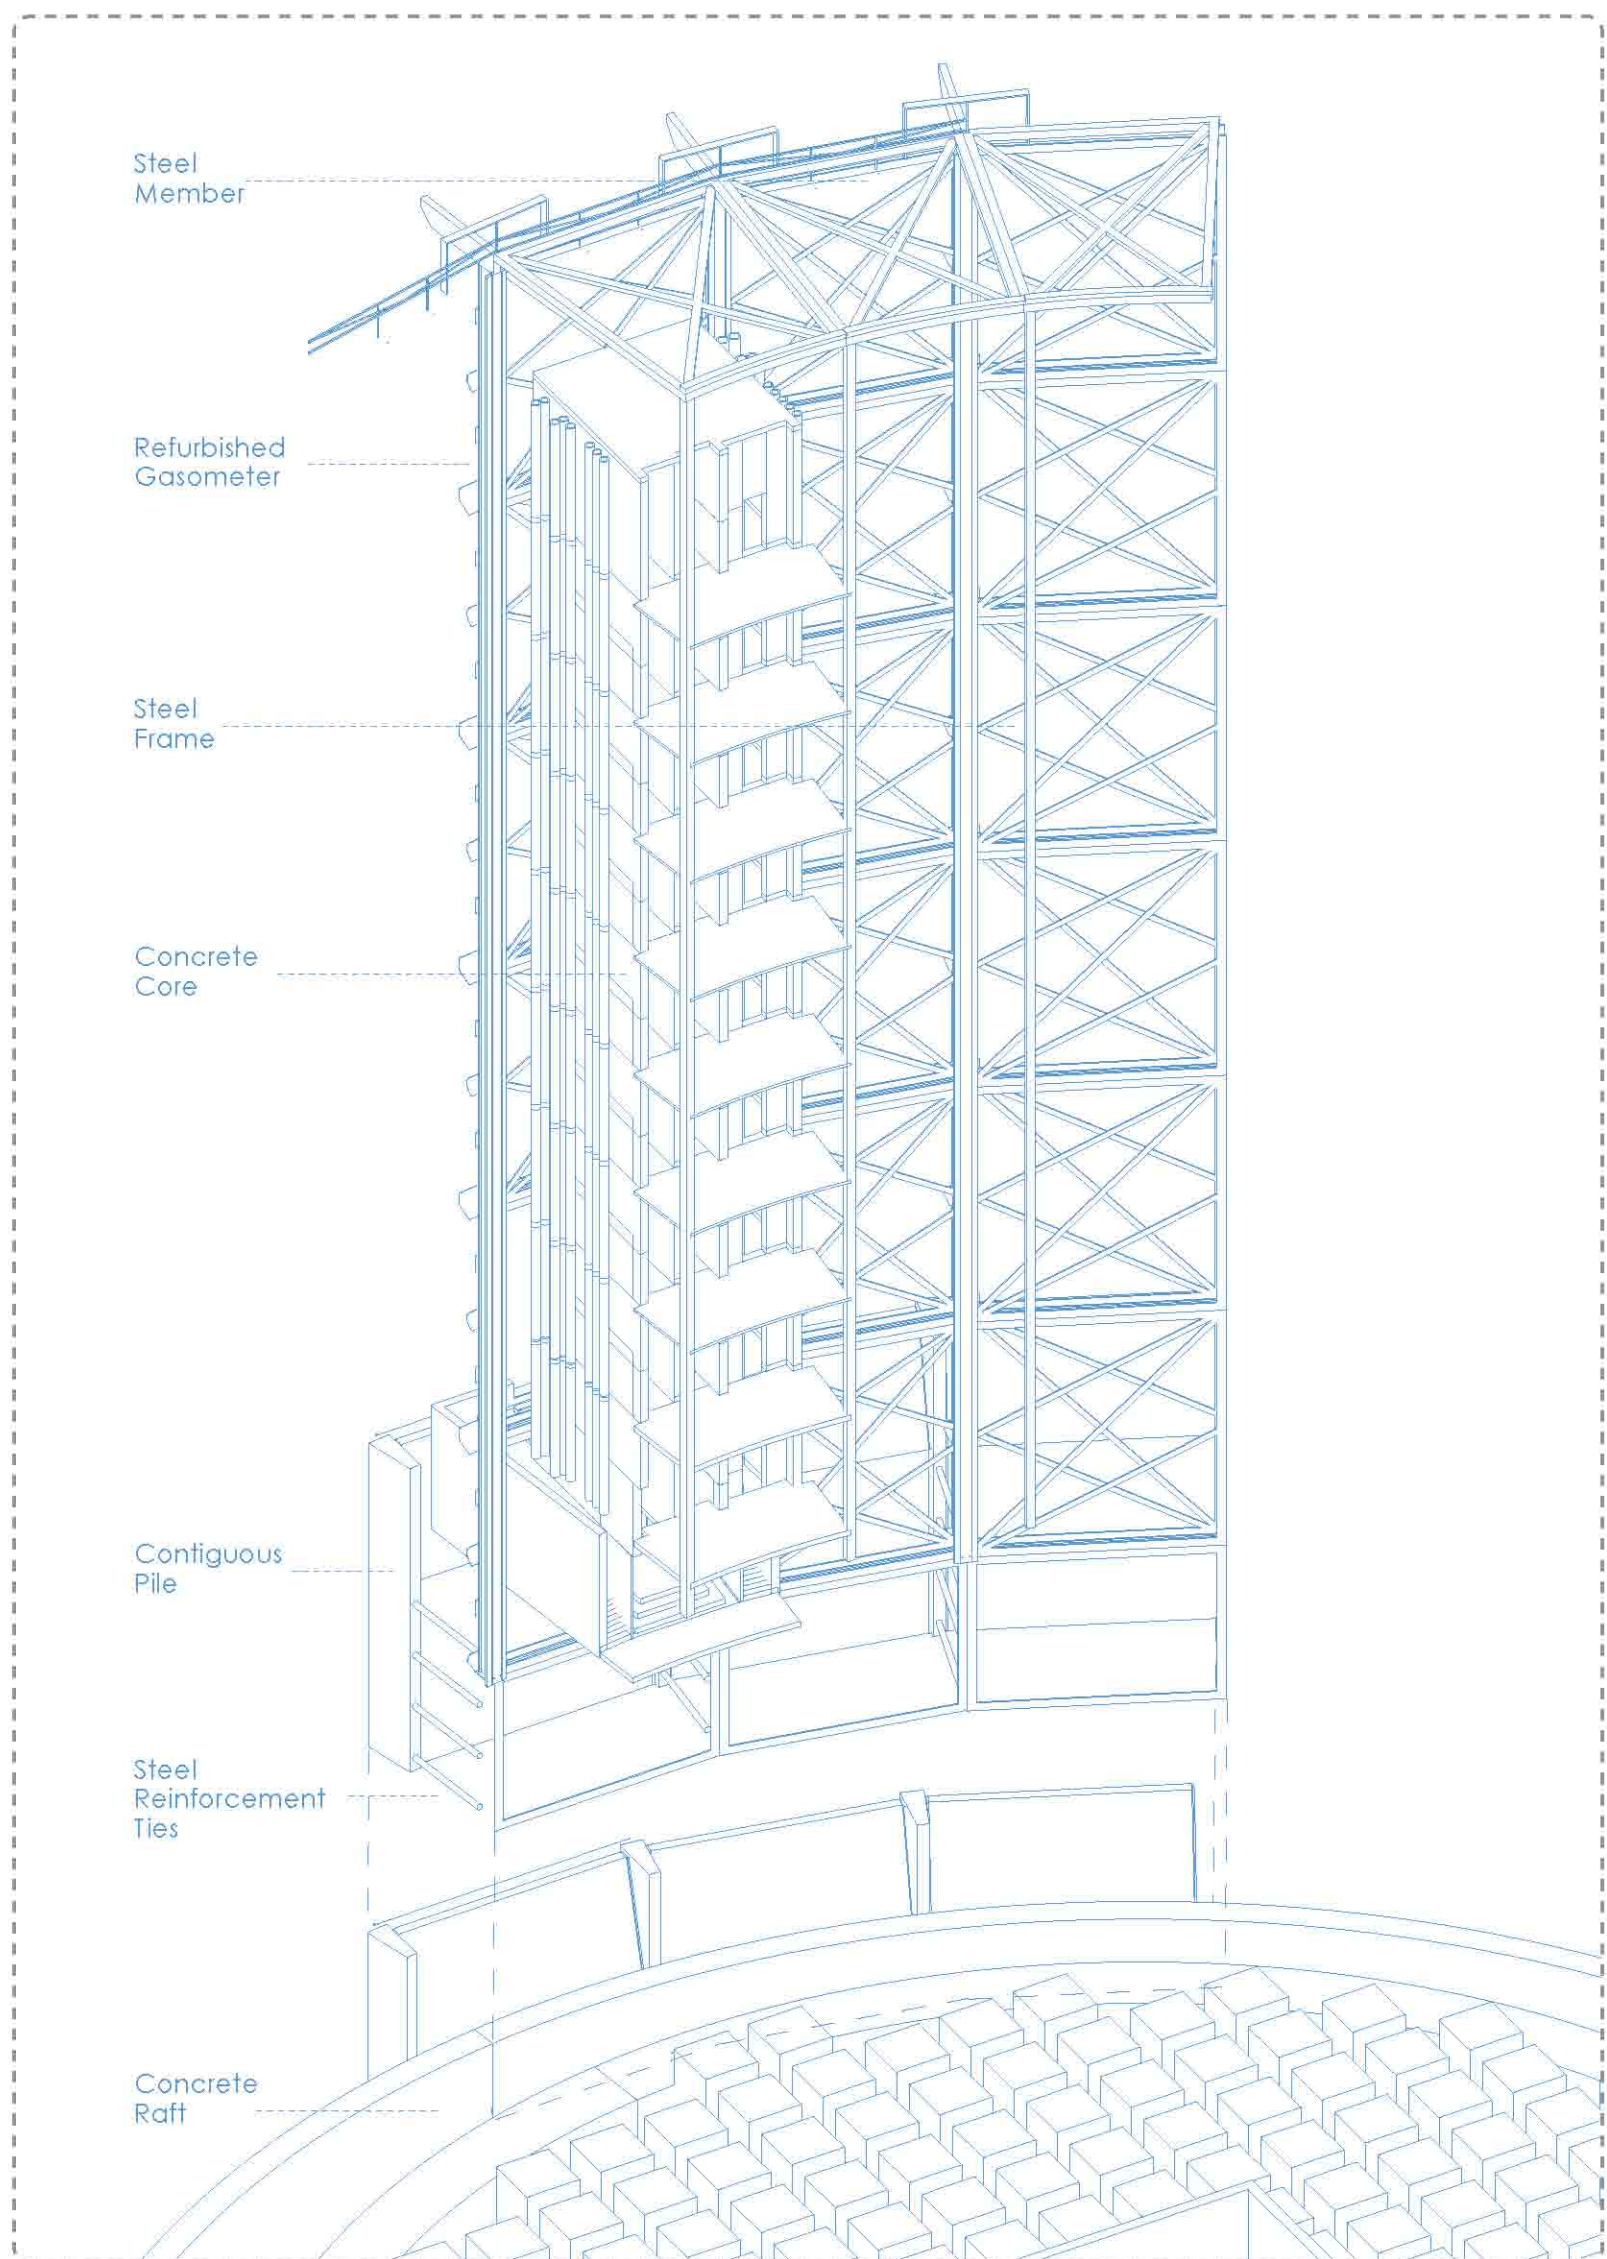 Steel
Member
Refurbished
Gasometer
Steel
Frame
Concrete
Core
Contiguous
Pile
Steel
Reinforcement
Ties
Concrete
Raft